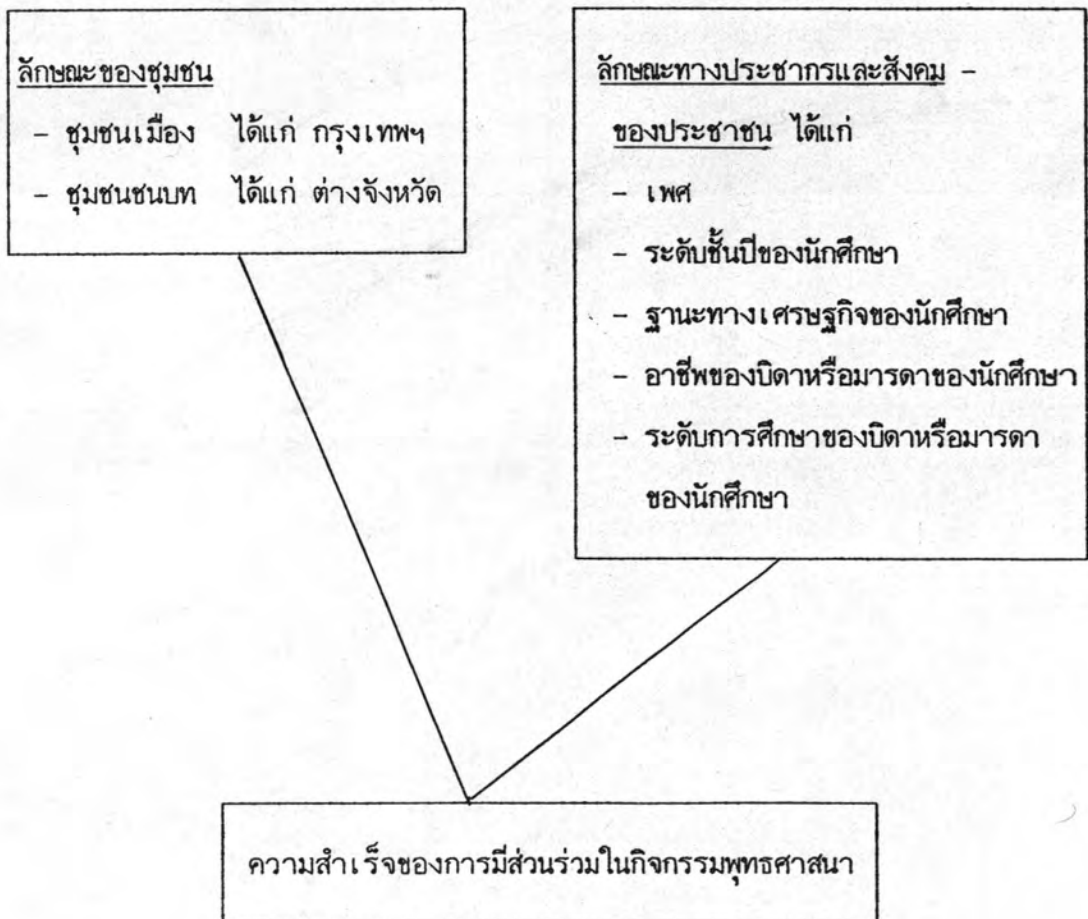 ลักษณะของชุมชน
- ชุมชนเมือง ได้แก่ กรุงเทพฯ
- ชุมชนชนบท ได้แก่ ต่างจังหวัด
ลักษณะทางประชากรและสังคม -
ของประชาชน ได้แก่
- เพศ
- ระดับชั้นปีของนักศึกษา
- ฐานะทางเศรษฐกิจของนักศึกษา
- อาชีพของบิดาหรือมารดาของนักศึกษา
- ระดับการศึกษาของบิดาหรือมารดา
ของนักศึกษา
ความสำเร็จของการมีส่วนร่วมในกิจกรรมพุทธศาสนา